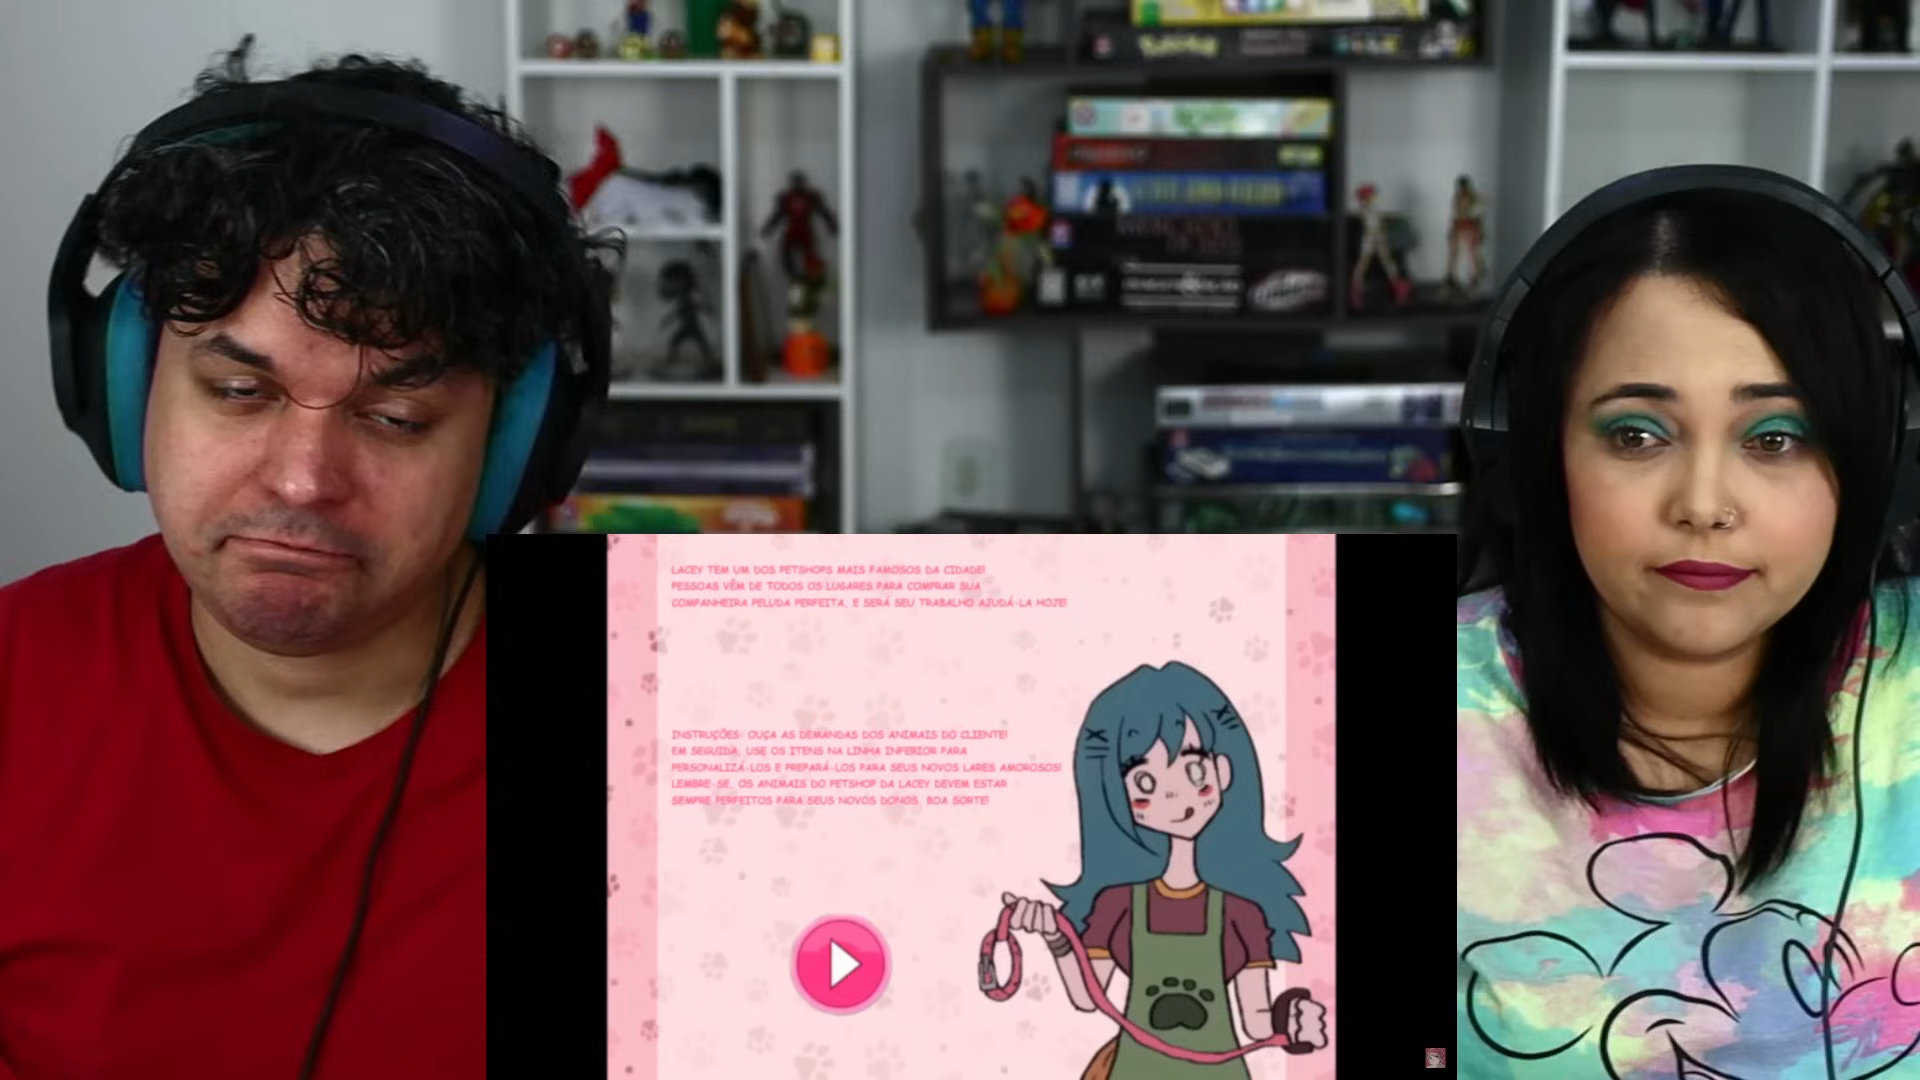 LACEY TEM UM DOS PETSHOPS MAIS FAMOSOS DA CIDADE!
PESSOAS VÊM DE TODOS OS LUGARES PARA COMPRAR SUA
COMPANHEIRA PELUDA PERFEITA, E SERÁ SEU TRABALHO AJUDÁ-LA HOJE!
INSTRUÇÕES: OUÇA AS DEMANDAS DOS ANIMAIS DO CLIENTE!
EM SEGUIDA, USE OS ITENS NA LINHA INFERIOR PARA
PERSONALIZÁ-LOS E PREPARÁ-LOS PARA SEUS NOVOS LARES AMOROSOS!
LEMBRE-SE, OS ANIMAIS DO PETSHOP DA LACEY DEVEM ESTAR
SEMPRE PERFEITOS PARA SEUS NOVOS DONOS. BOA SORTE!